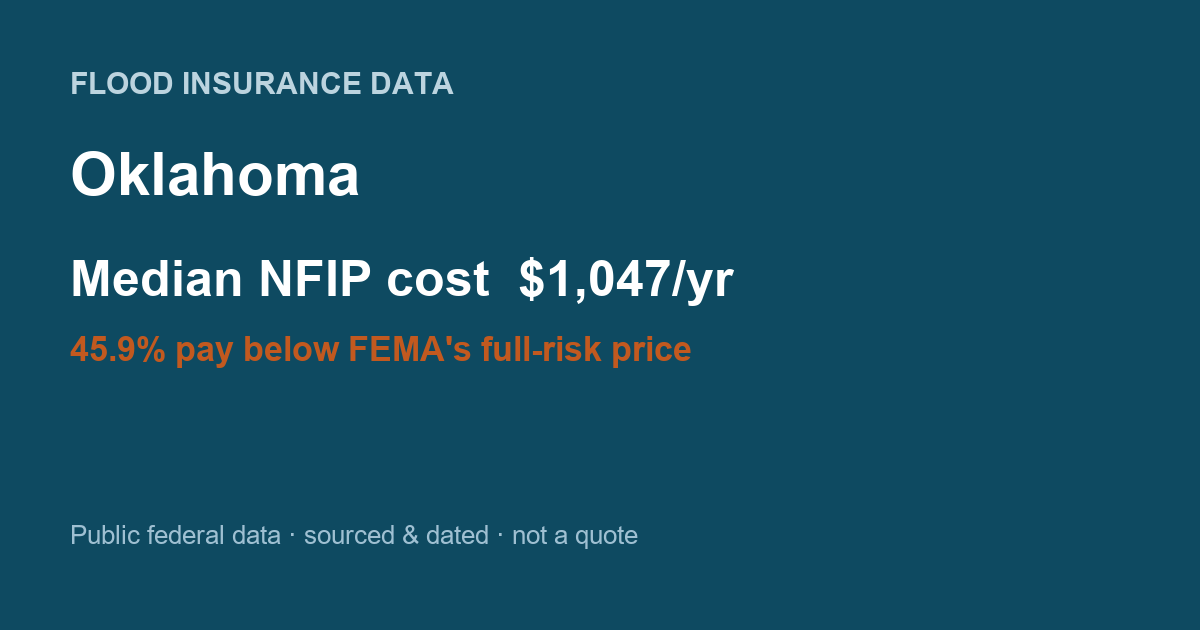 FLOOD INSURANCE DATA
Oklahoma
Median NFIP cost $1,047/yr
45.9% pay below FEMA's full-risk price
Public federal data · sourced & dated · not a quote